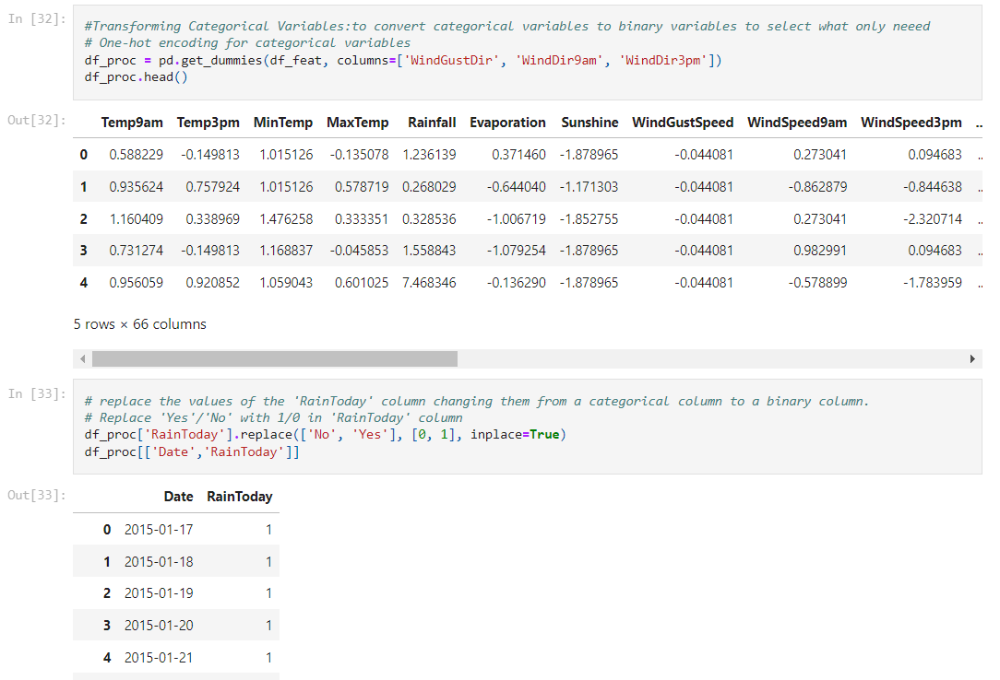 In [32]:
#Transforming Categorical Variables:to convert categorical variables to binary variables to select what only neeed
# One-hot encoding for categorical variables
df_proc = pd.get_dummies(df_feat, columns=['WindGustDir', 'WindDir9am', 'WindDir3pm'])
df_proc.head()
Out[32]:
Temp9am Temp3pm MinTemp MaxTemp Rainfall Evaporation Sunshine WindGustSpeed WindSpeed9am WindSpeed3pm ..
0 0.588229 -0.149813 1.015126 -0.135078 1.236139 0.371460 -1.878965 -0.044081 0.273041 0.094683 ..
1 0.935624 0.757924 1.015126 0.578719 0.268029 -0.644040 -1.171303 -0.044081 -0.862879 -0.844638 ..
2 1.160409 0.338969 1.476258 0.333351 0.328536 -1.006719 -1.852755 -0.044081 0.273041 -2.320714 ..
3 0.731274 -0.149813 1.168837 -0.045853 1.558843 -1.079254 -1.878965 -0.044081 0.982991 0.094683 ..
4 0.956059 0.920852 1.059043 0.601025 7.468346 -0.136290 -1.878965 -0.044081 -0.578899 -1.783959 ..
5 rows × 66 columns
In [33]:
# replace the values of the 'RainToday' column changing them from a categorical column to a binary column.
# Replace 'Yes'/'No' with 1/0 in 'RainToday' column
df_proc['RainToday'].replace(['No', 'Yes'], [0, 1], inplace=True)
df_proc[['Date','RainToday']]
Out[33]:
Date RainToday
0 2015-01-17 1
1 2015-01-18 1
2 2015-01-19 1
3 2015-01-20 1
4 2015-01-21 1